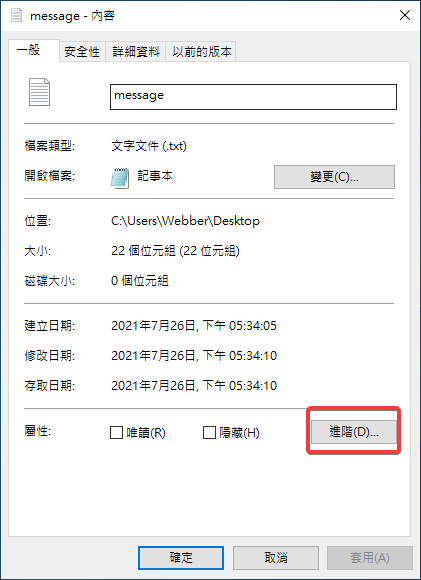 message - 內容
一般 安全性 詳細資料 以前的版本
message
檔案類型: 文字文件 (.txt)
開啟檔案: 記事本 變更(C)...
位置: C:\Users\Webber\Desktop
大小: 22 個位元組 (22 位元組)
磁碟大小: 0 個位元組
建立日期: 2021年7月26日, 下午 05:34:05
修改日期: 2021年7月26日, 下午 05:34:10
存取日期: 2021年7月26日, 下午 05:34:10
屬性: 唯讀(R) 隱藏(H) 進階(D)...
確定 取消 套用(A)